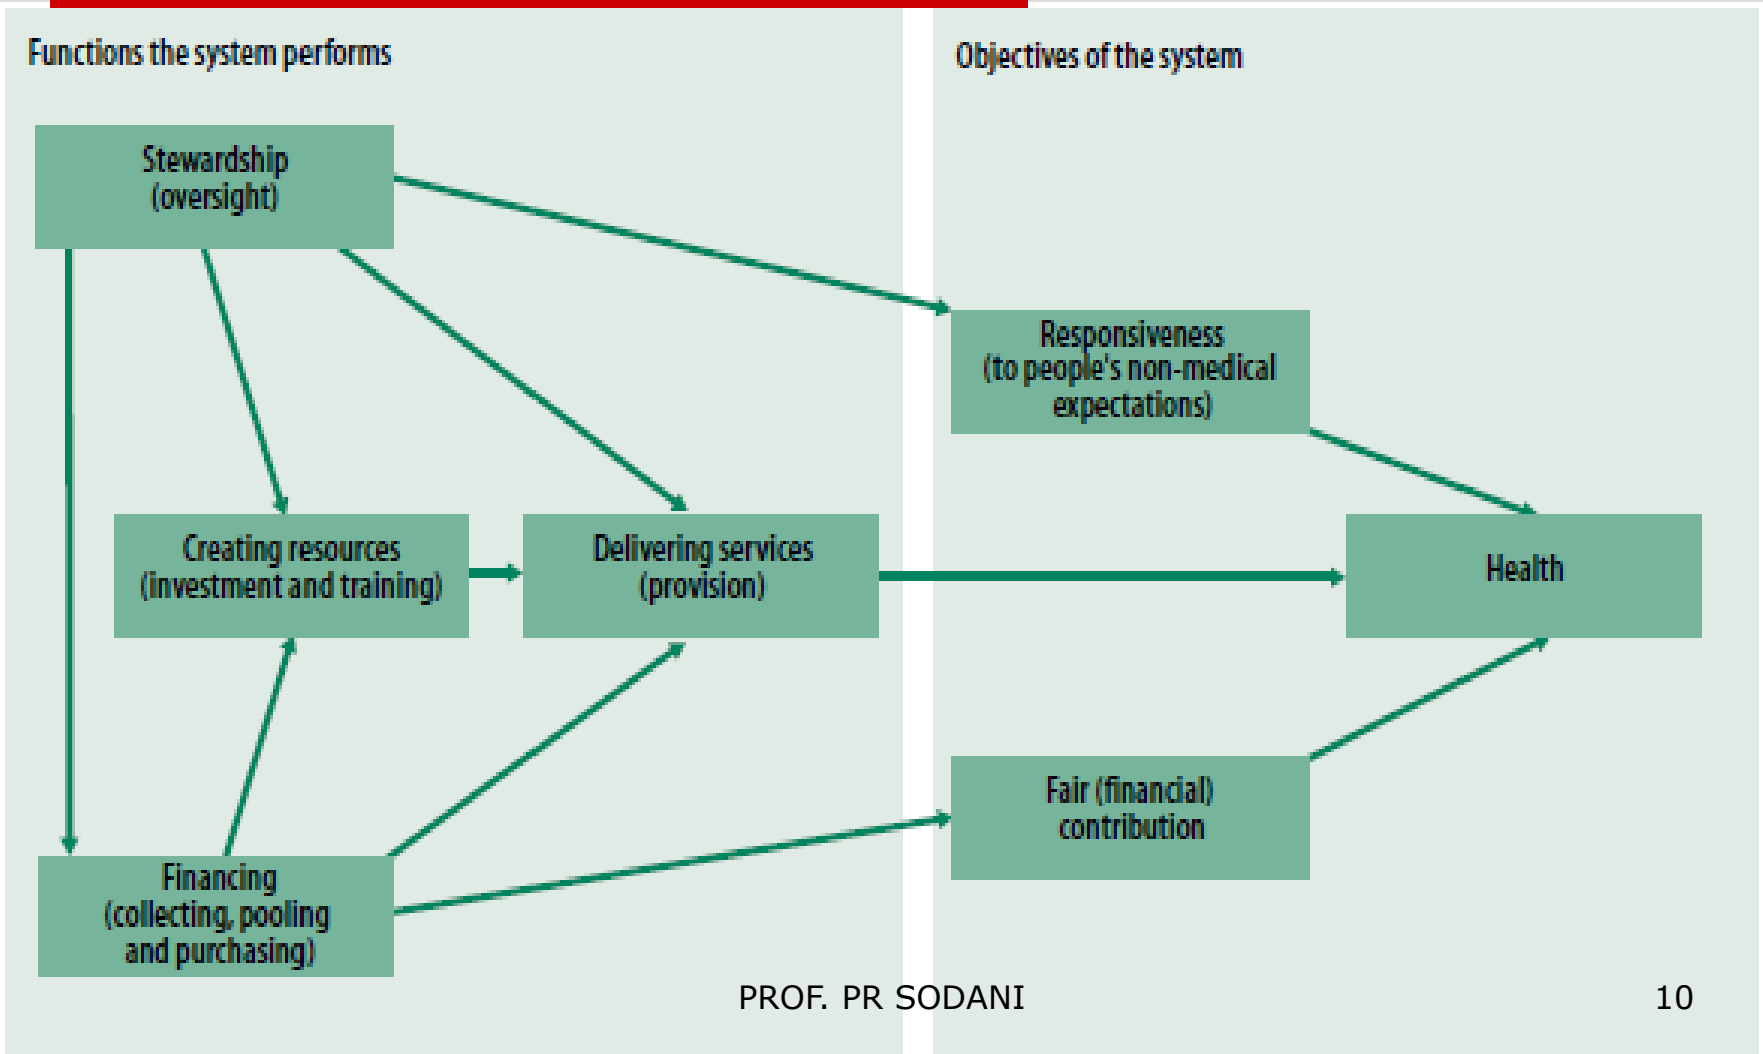 Functions the system performs
Objectives of the system
Stewardship
(oversight)
Responsiveness
(to people's non-medical
expectations)
Creating resources
(investment and training)
Delivering services
(provision)
Health
Fair (financial)
contribution
Financing
(collecting, pooling
and purchasing)
PROF. PR SODANI
10